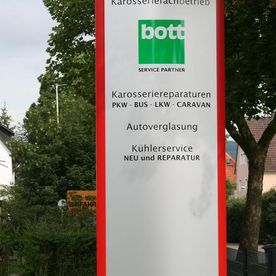 Karosseriefachbetrieb
bott
SERVICE PARTNER
Karosseriereparaturen
PKW - BUS - LKW - CARAVAN
Autoverglasung
Kühlerservice
NEU und REPARATUR